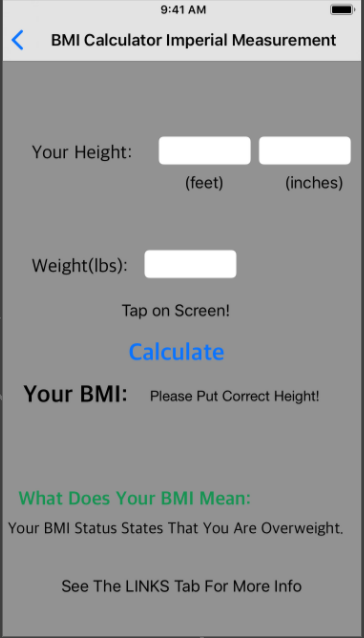 9:41 AM
BMI Calculator Imperial Measurement
Your Height:
(feet) (inches)
Weight(lbs):
Tap on Screen!
Calculate
Your BMI: Please Put Correct Height!
What Does Your BMI Mean:
Your BMI Status States That You Are Overweight.
See The LINKS Tab For More Info